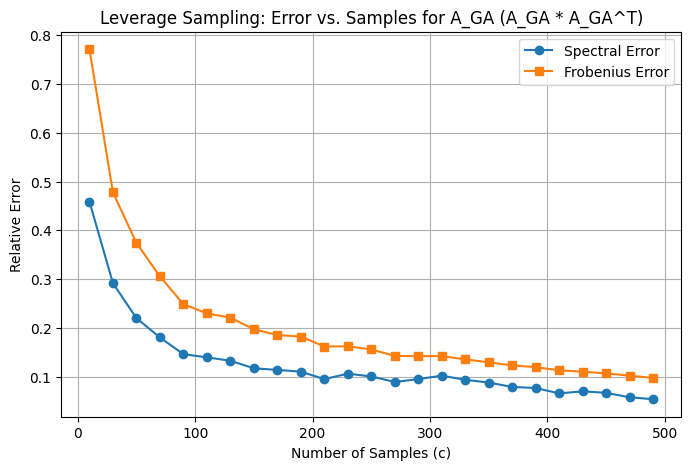 Leverage Sampling: Error vs. Samples for A_GA (A_GA * A_GA^T)
Spectral Error
Frobenius Error
Relative Error
0.8
0.7
0.6
0.5
0.4
0.3
0.2
0.1
0
100
200
300
400
500
Number of Samples (c)